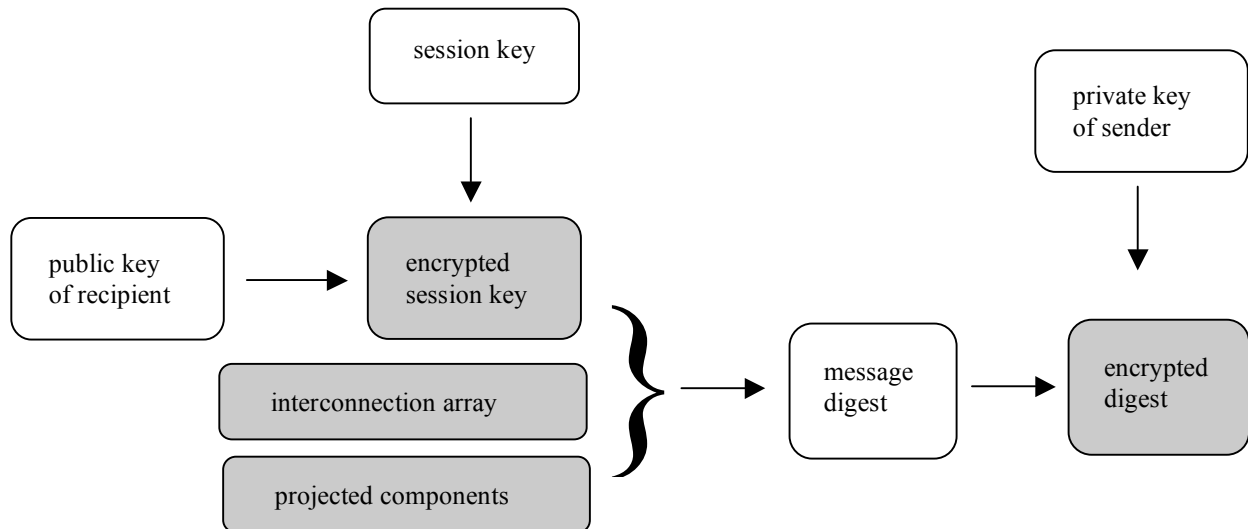 session key
private key
of sender
public key
of recipient
encrypted
session key
interconnection array
projected components
message
digest
encrypted
digest